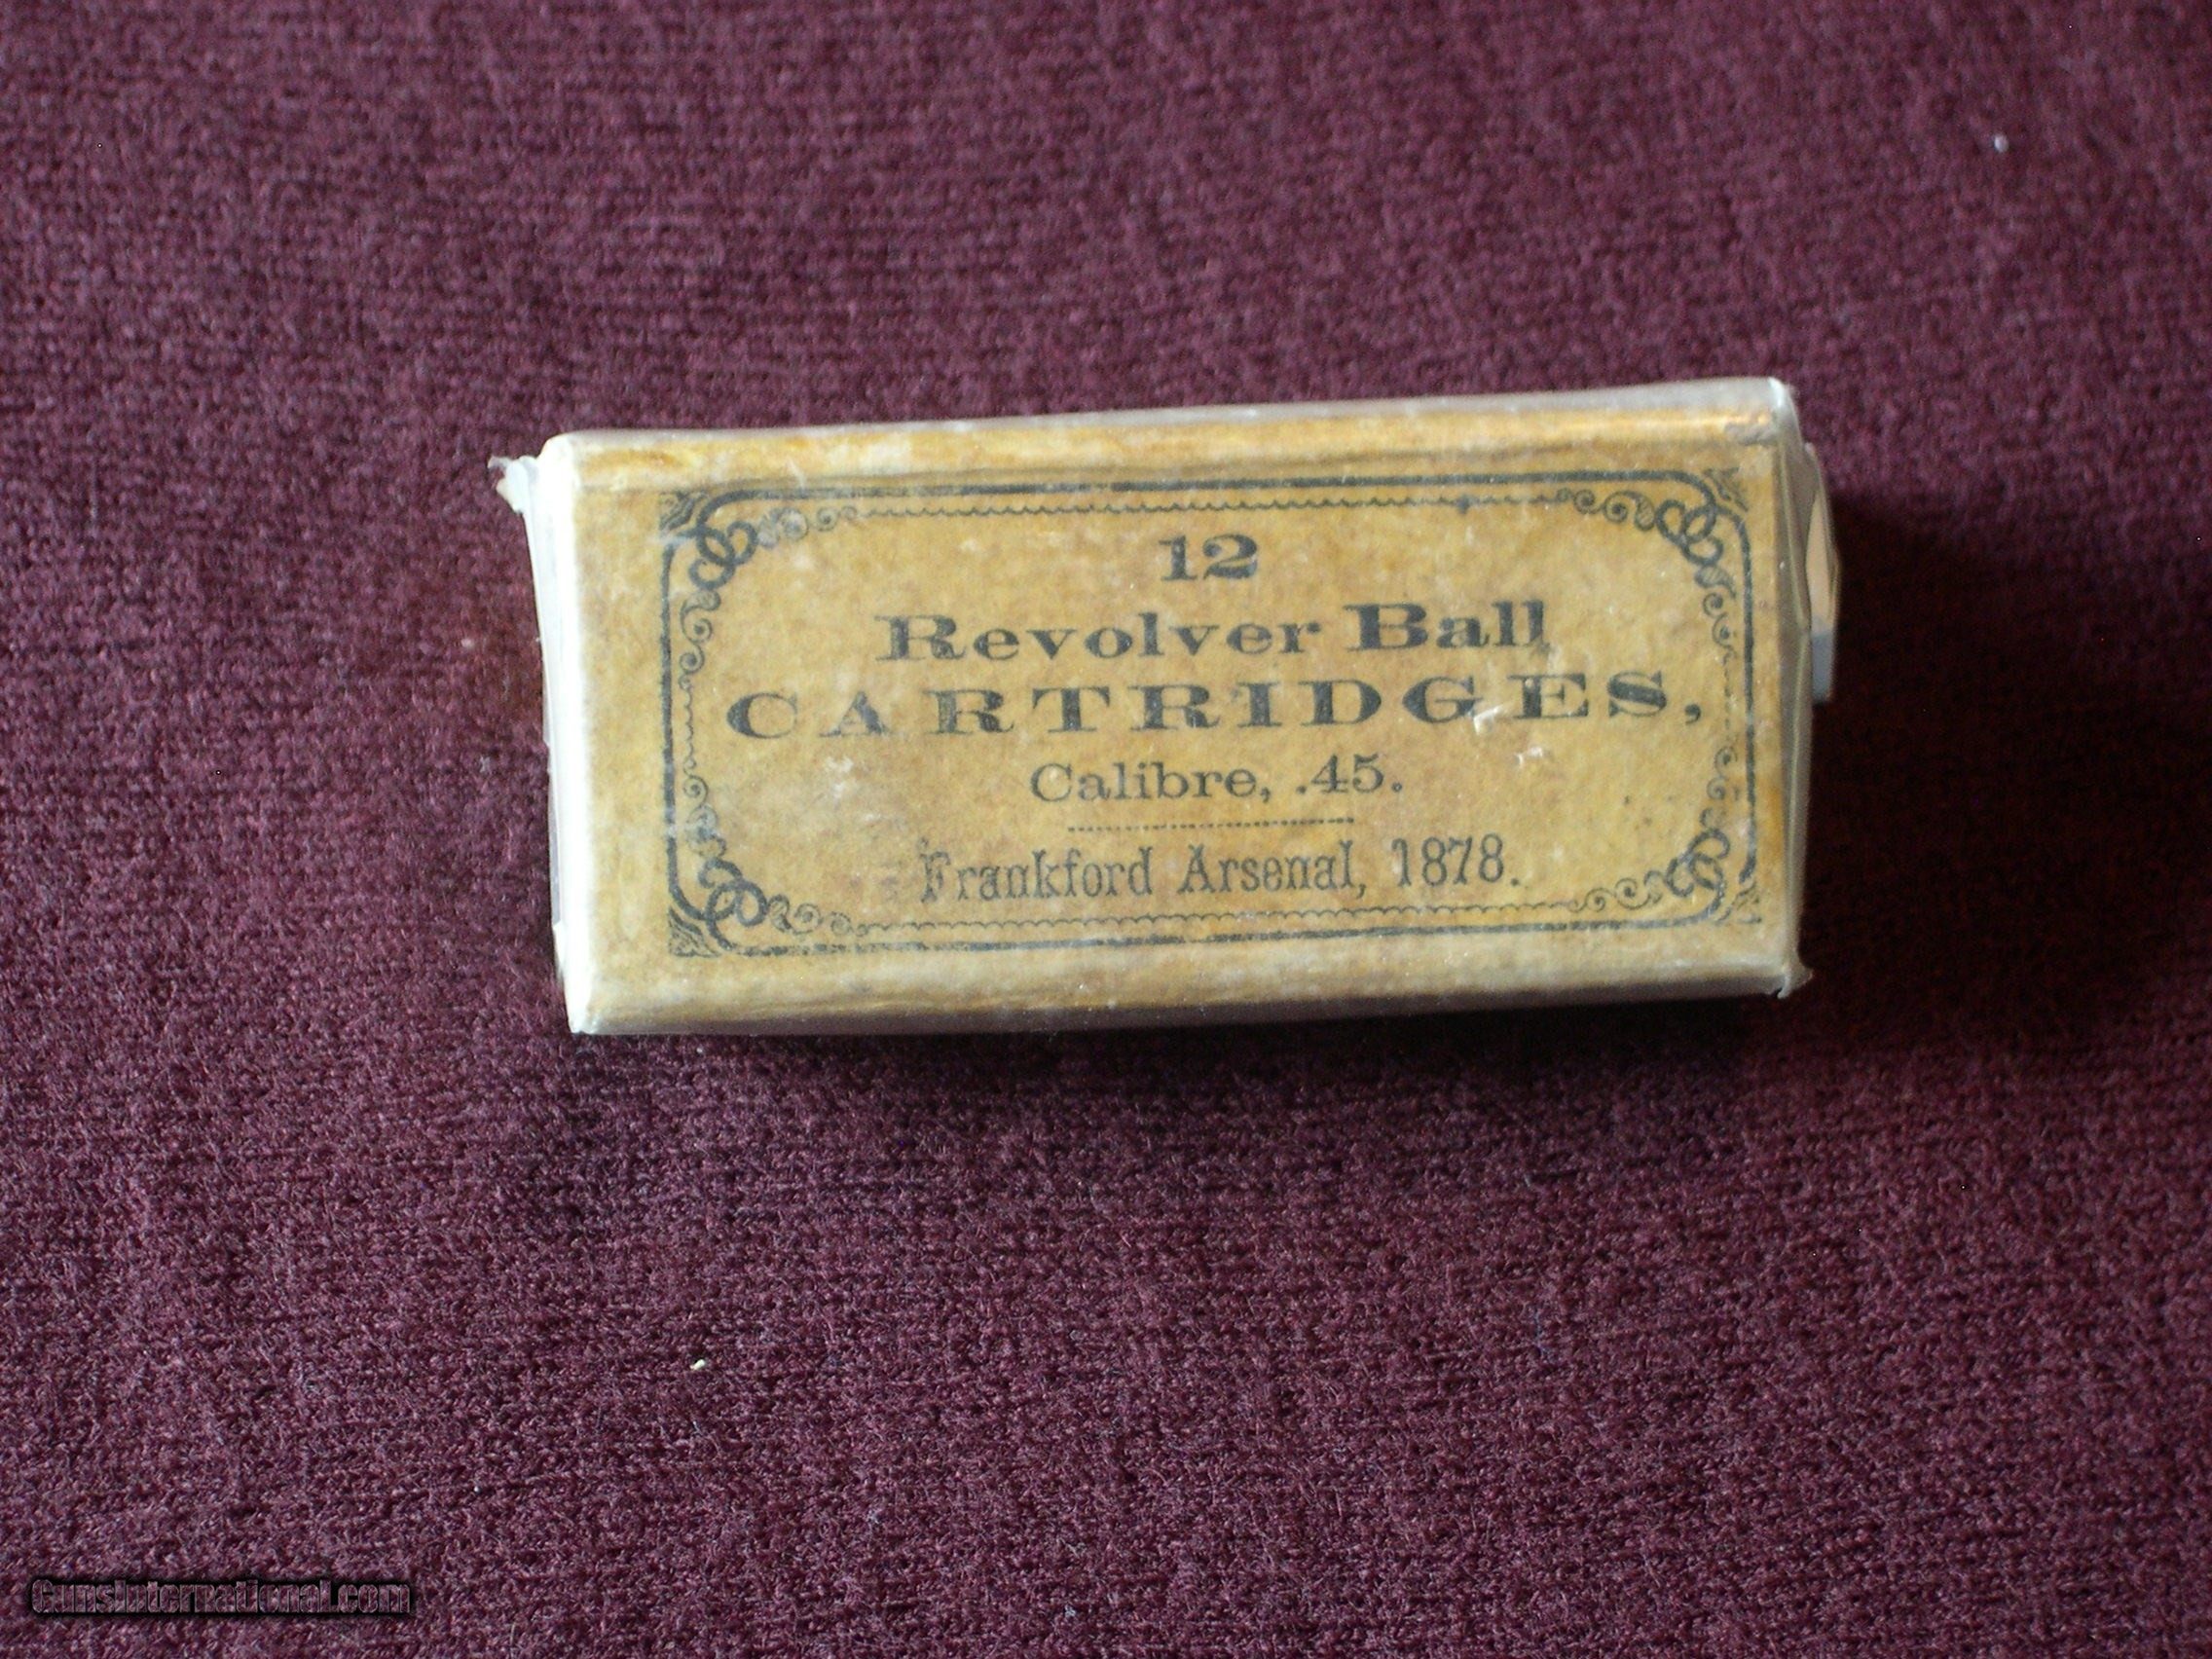 12
Revolver Ball
CARTRIDGES,
Calibre, .45.
Frankford Arsenal, 1878.
GunsInternational.com